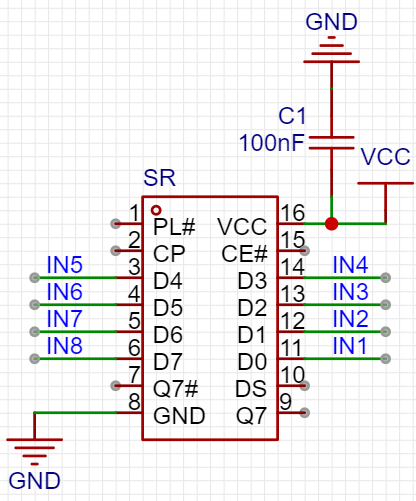 GND
C1
100nF
VCC
SR
1 PL# VCC 16
2 CP CE# 15
IN5 3 D4 D3 14 IN4
IN6 4 D5 D2 13 IN3
IN7 5 D6 D1 12 IN2
IN8 6 D7 D0 11 IN1
7 Q7# DS 10
8 GND Q7 9
GND